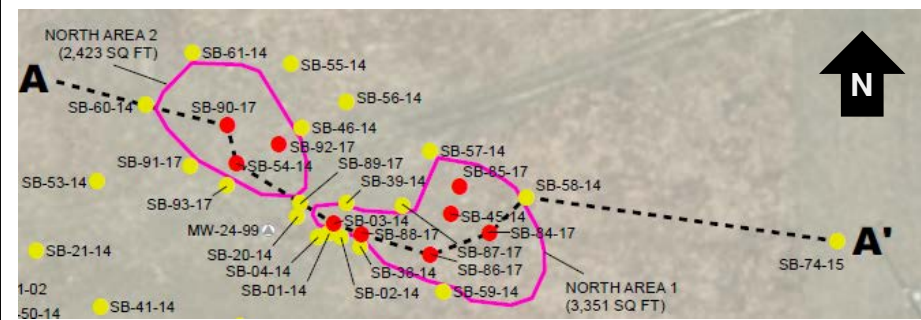 NORTH AREA 2
(2,423 SQ FT)
SB-61-14
SB-55-14
A
SB-60-14
SB-90-17
SB-56-14
N
SB-46-14
SB-92-17
SB-57-14
SB-91-17
SB-54-14
SB-89-17
SB-85-17
SB-53-14
SB-39-14
SB-58-14
SB-93-17
SB-03-14
SB-45-14
MW-24-99
SB-88-17
SB-84-17
A'
SB-21-14
SB-20-14
SB-87-17
SB-74-15
SB-04-14
SB-38-14
SB-86-17
SB-01-14
SB-02-14
SB-59-14
NORTH AREA 1
(3,351 SQ FT)
1-02
-50-14
SB-41-14